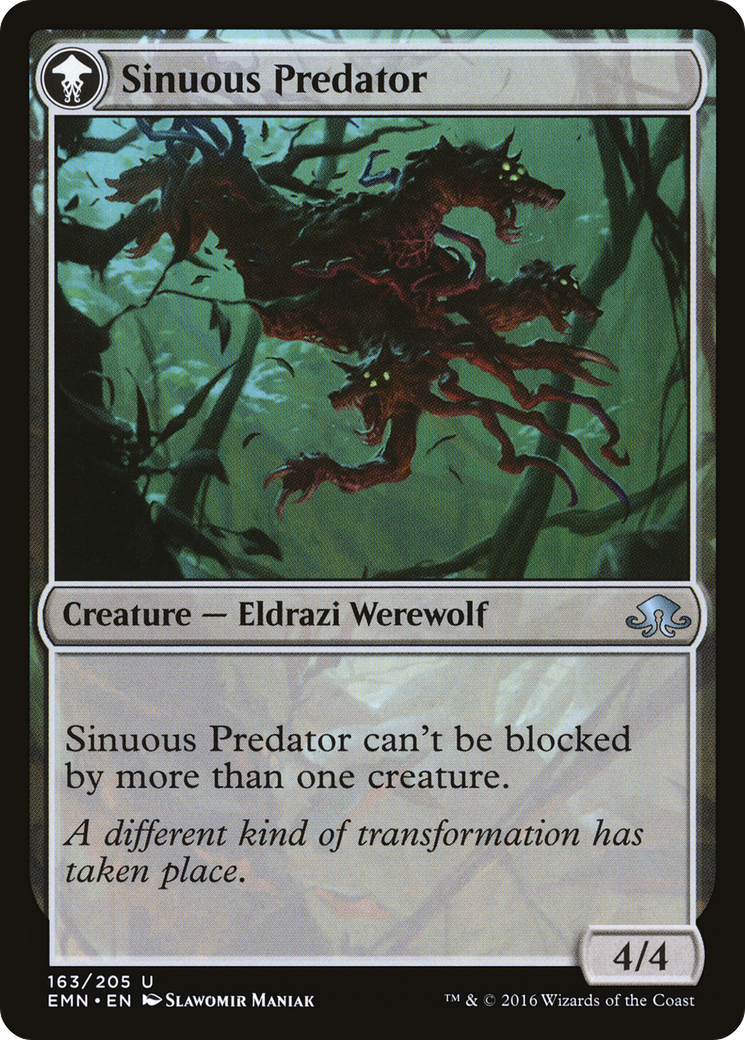 Sinuous Predator
Creature — Eldrazi Werewolf
Sinuous Predator can't be blocked
by more than one creature.
A different kind of transformation has
taken place.
4/4
163/205 U
EMN • EN Slawomir Maniak
™ & © 2016 Wizards of the Coast